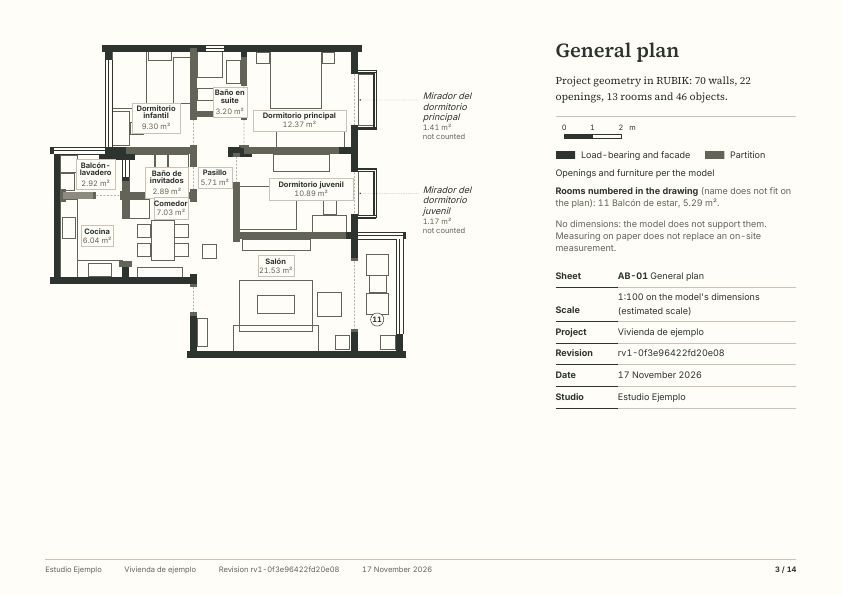 General plan
Project geometry in RUBIK: 70 walls, 22
openings, 13 rooms and 46 objects.
0 1 2 m
Load-bearing and facade
Partition
Openings and furniture per the model
Rooms numbered in the drawing (name does not fit on
the plan): 11 Balcón de estar, 5.29 m².
No dimensions: the model does not support them.
Measuring on paper does not replace an on-site
measurement.
Sheet AB-01 General plan
Scale 1:100 on the model's dimensions
(estimated scale)
Project Vivienda de ejemplo
Revision rv1-0f3e96422fd20e08
Date 17 November 2026
Studio Estudio Ejemplo
Dormitorio
infantil
9.30 m²
Baño en
suite
3.20 m²
Dormitorio principal
12.37 m²
Mirador del
dormitorio
principal
1.41 m²
not counted
Balcón-
lavadero
2.92 m²
Baño de
invitados
2.89 m²
Pasillo
5.71 m²
Dormitorio juvenil
10.89 m²
Mirador del
dormitorio
juvenil
1.17 m²
not counted
Comedor
7.03 m²
Cocina
6.04 m²
Salón
21.53 m²
11
Estudio Ejemplo Vivienda de ejemplo Revision rv1-0f3e96422fd20e08 17 November 2026 3 / 14